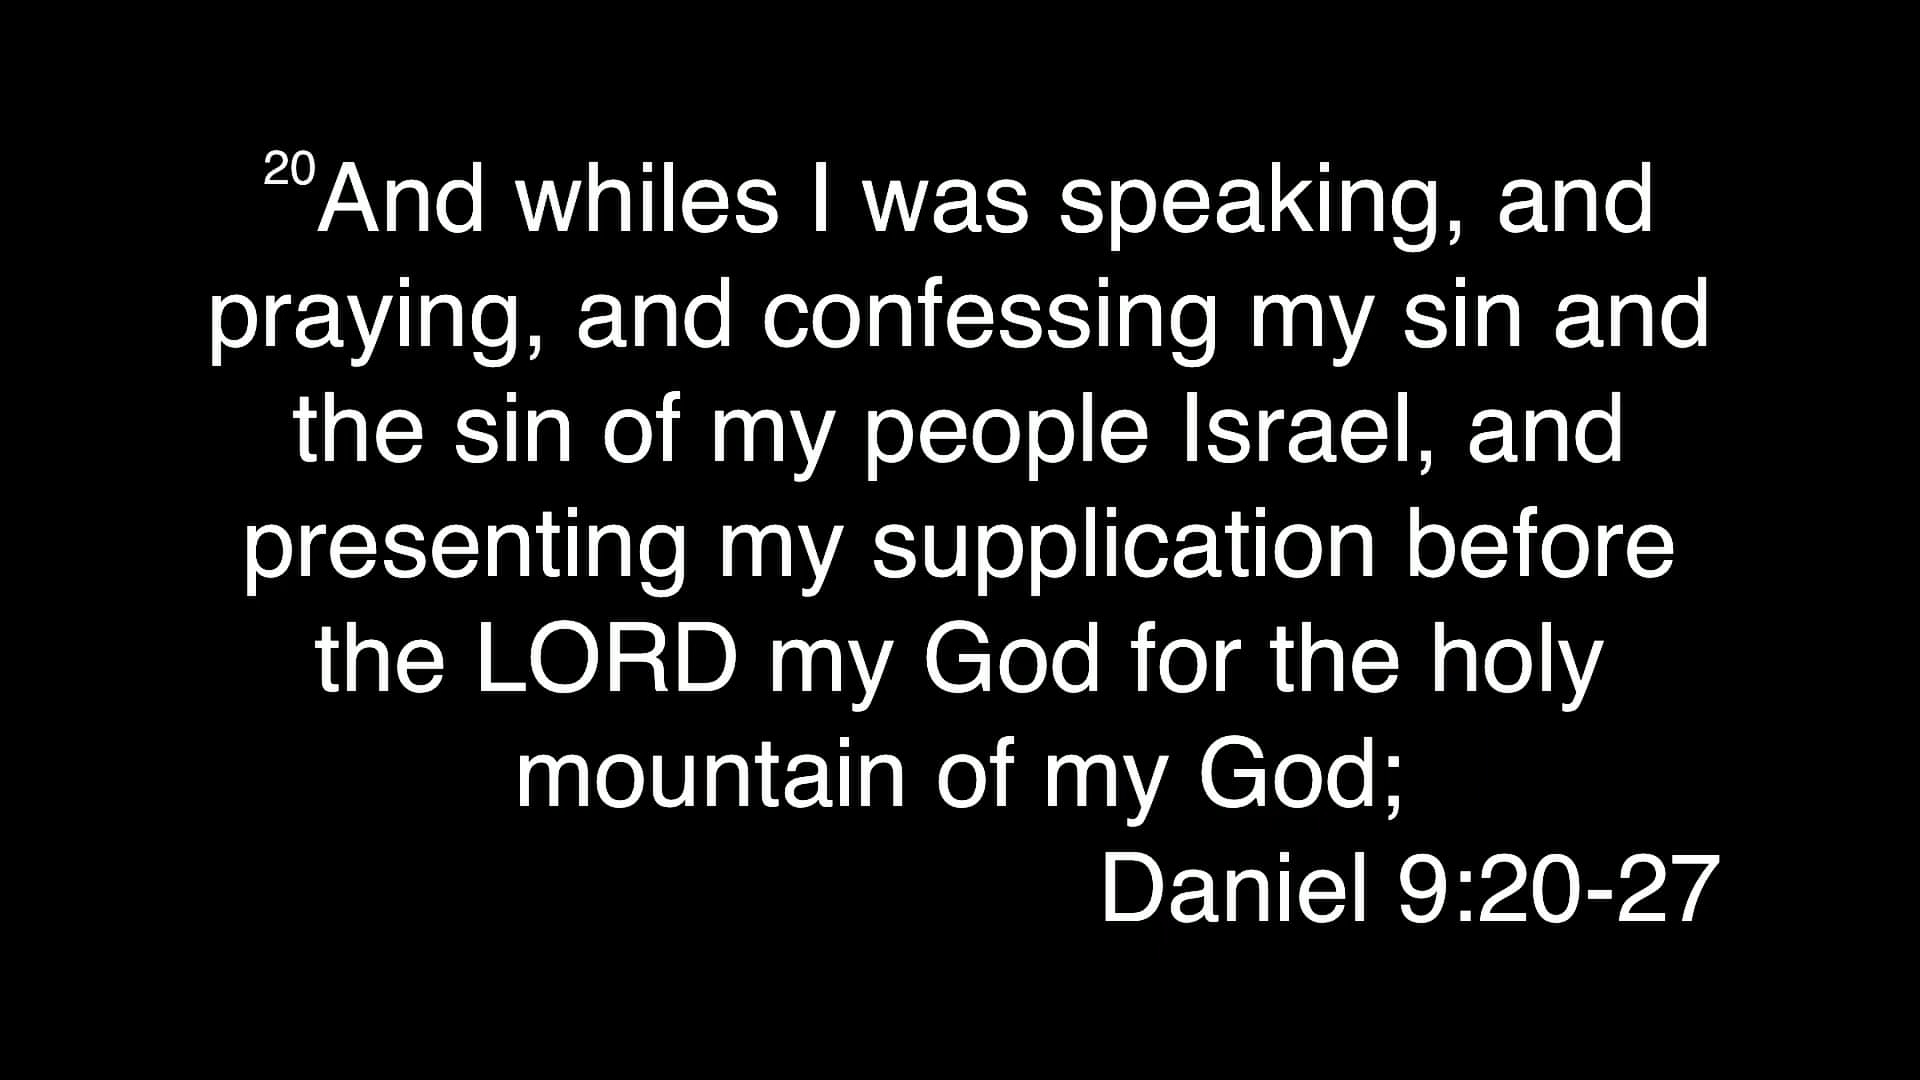 20And whiles I was speaking, and
praying, and confessing my sin and
the sin of my people Israel, and
presenting my supplication before
the LORD my God for the holy
mountain of my God;
Daniel 9:20-27